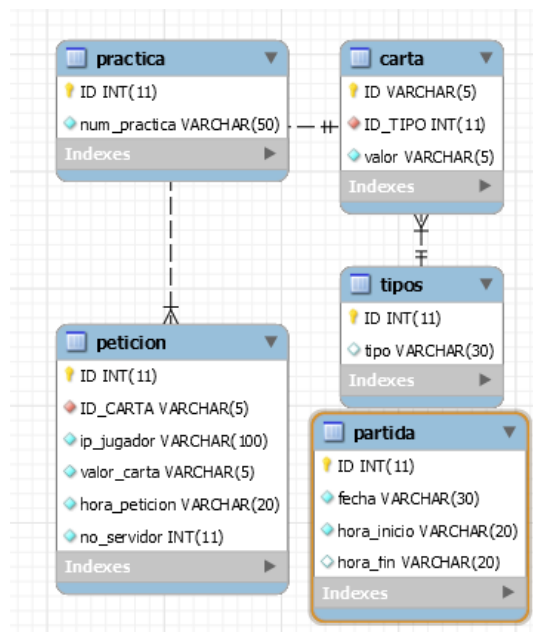 practica
ID INT(11)
num_practica VARCHAR(50)
Indexes
carta
ID VARCHAR(5)
ID_TIPO INT(11)
valor VARCHAR(5)
Indexes
tipos
ID INT(11)
tipo VARCHAR(30)
Indexes
peticion
ID INT(11)
ID_CARTA VARCHAR(5)
ip_jugador VARCHAR(100)
valor_carta VARCHAR(5)
hora_peticion VARCHAR(20)
no_servidor INT(11)
Indexes
partida
ID INT(11)
fecha VARCHAR(30)
hora_inicio VARCHAR(20)
hora_fin VARCHAR(20)
Indexes